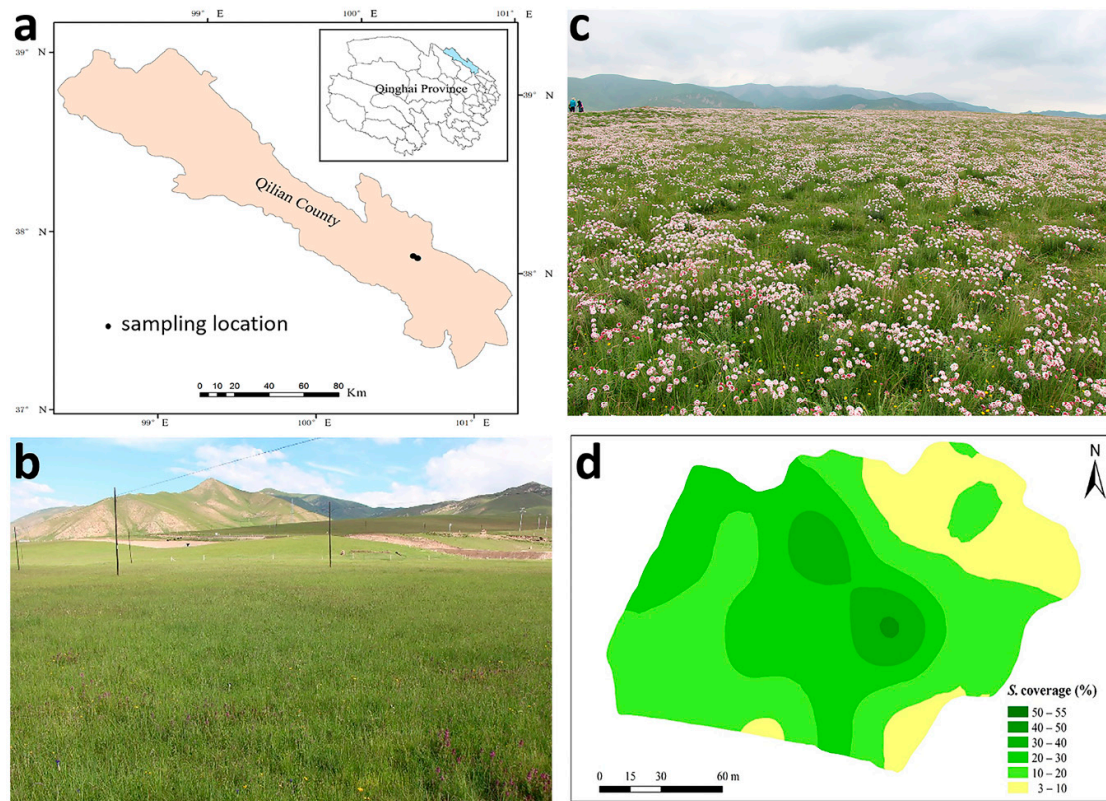 a
99° E 100° E 101° E
39° N
Qinghai Province
39° N
Qilian County
38° N
38° N
sampling location
0 10 20 40 60 80
Km
37° N
99° E 100° E 101° E
b
c
d
N
S. coverage (%)
50 – 55
40 – 50
30 – 40
20 – 30
10 – 20
3 – 10
0 15 30 60 m